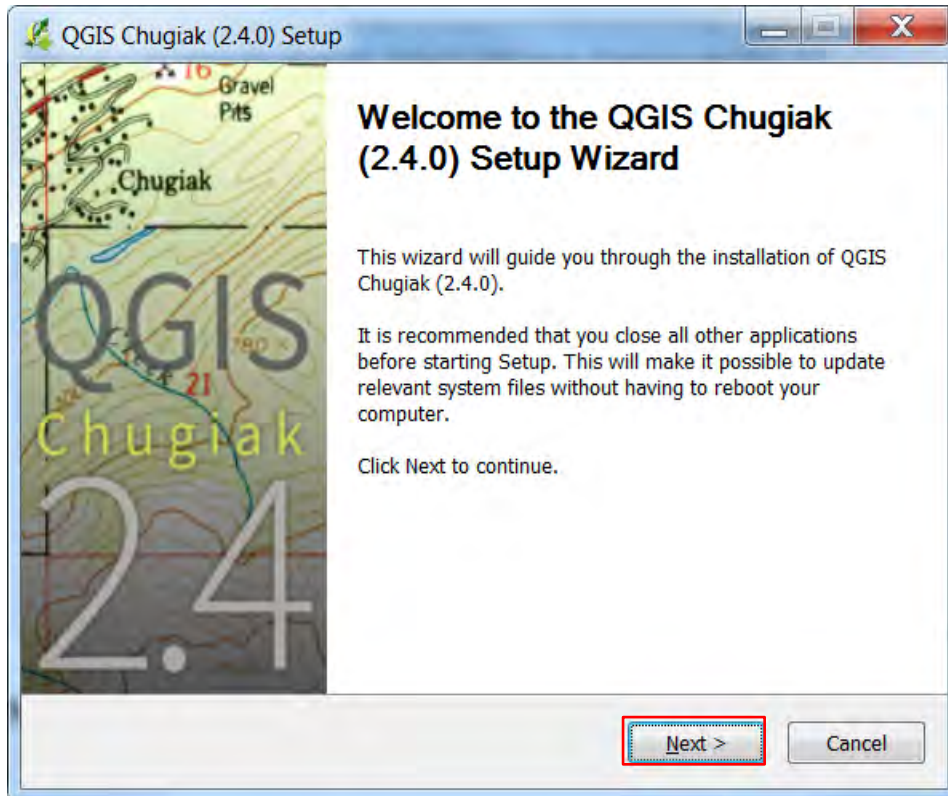 QGIS Chugiak (2.4.0) Setup
16
Gravel
Pits
Chugiak
QGIS
780
21
Chugiak
2.4
Welcome to the QGIS Chugiak
(2.4.0) Setup Wizard
This wizard will guide you through the installation of QGIS
Chugiak (2.4.0).
It is recommended that you close all other applications
before starting Setup. This will make it possible to update
relevant system files without having to reboot your
computer.
Click Next to continue.
Next >
Cancel